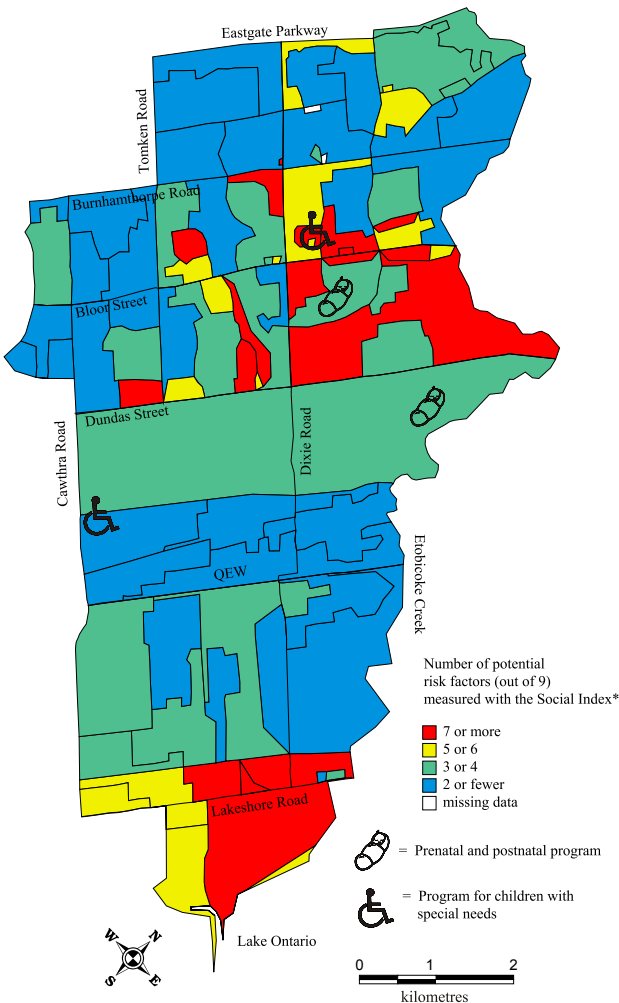 Eastgate Parkway
Tomken Road
Burnhamthorpe Road
Bloor Street
Dundas Street
Cawthra Road
Dixie Road
QEW
Etobicoke Creek
Number of potential
risk factors (out of 9)
measured with the Social Index*
7 or more
5 or 6
3 or 4
2 or fewer
missing data
Lakeshore Road
= Prenatal and postnatal program
= Program for children with
special needs
Lake Ontario
W N
S E
0 1 2
kilometres